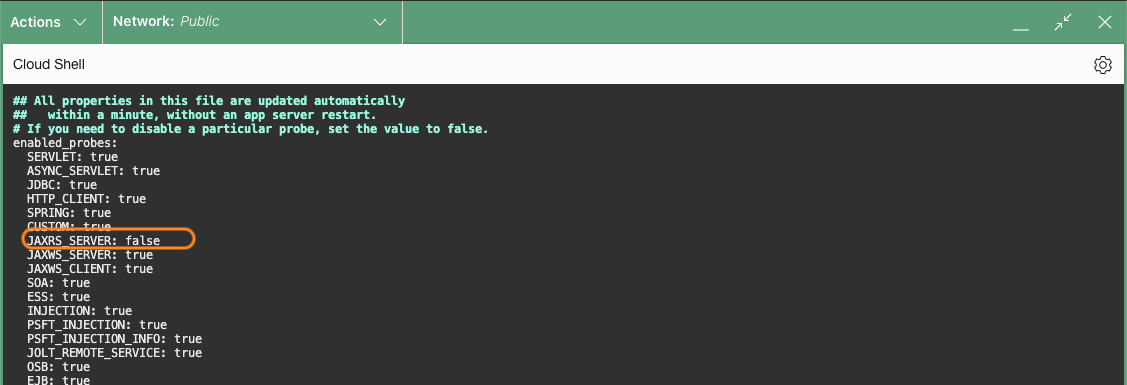 Actions
Network: Public
Cloud Shell
## All properties in this file are updated automatically
##   within a minute, without an app server restart.
# If you need to disable a particular probe, set the value to false.
enabled_probes:
  SERVLET: true
  ASYNC_SERVLET: true
  JDBC: true
  HTTP_CLIENT: true
  SPRING: true
  CUSTOM: true
  JAXRS_SERVER: false
  JAXWS_SERVER: true
  JAXWS_CLIENT: true
  SOA: true
  ESS: true
  INJECTION: true
  PSFT_INJECTION: true
  PSFT_INJECTION_INFO: true
  JOLT_REMOTE_SERVICE: true
  OSB: true
  EJB: true